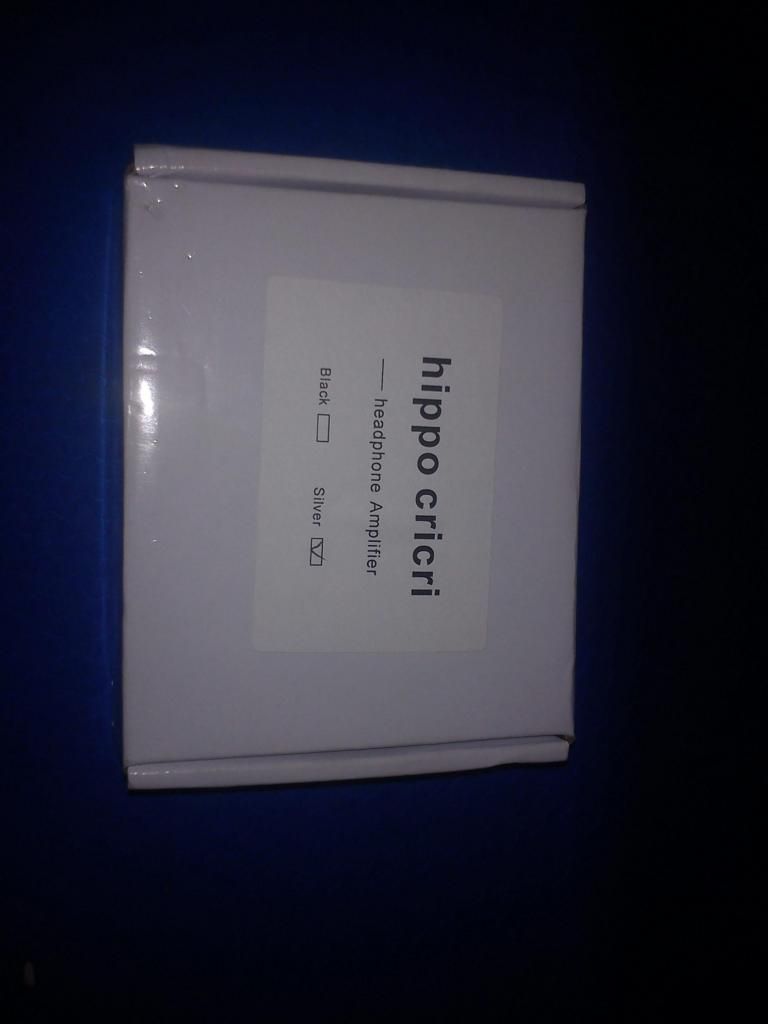 hippo cricri
— headphone Amplifier
Black ☐ Silver ☑